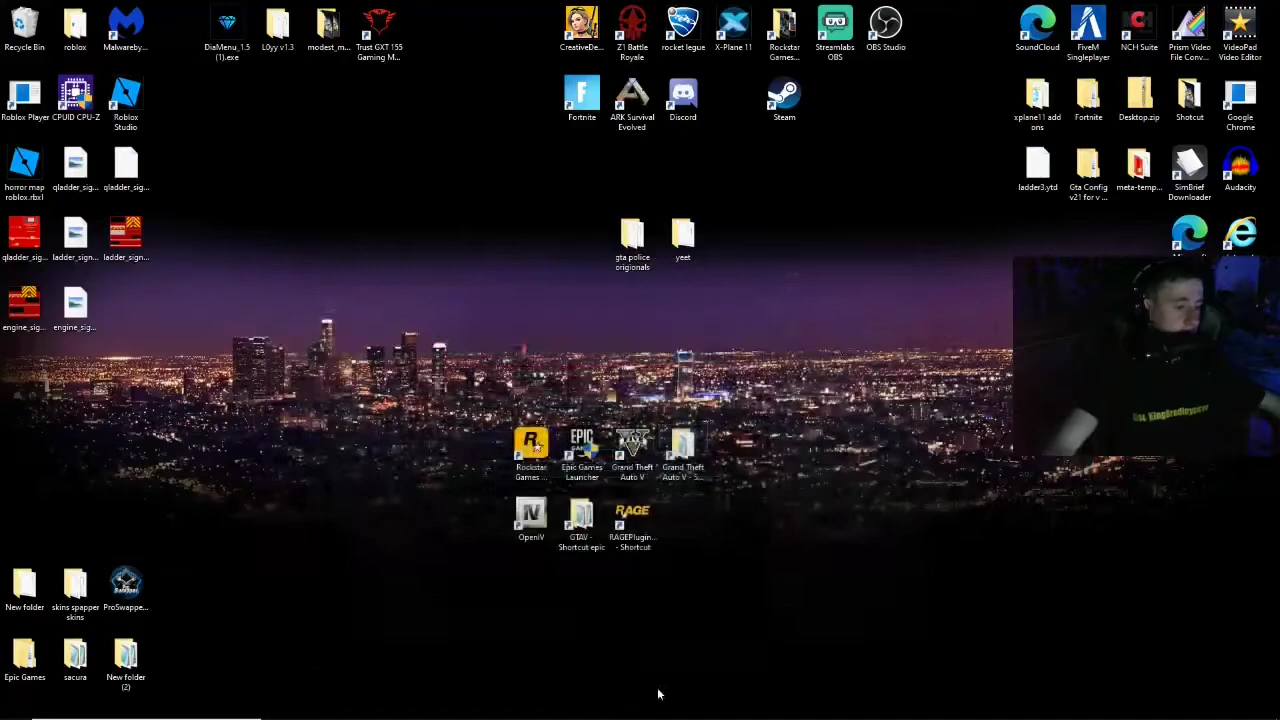 Recycle Bin
roblox
Malwareby...
DiaMenu_1.5
(1).exe
L0yy v1.3
modest_m...
Trust GXT 155
Gaming M...
CreativeDe...
Z1 Battle
Royale
rocket legue
X-Plane 11
Rockstar
Games...
Streamlabs
OBS
OBS Studio
SoundCloud
FiveM
Singleplayer
NCH Suite
Prism Video
File Conv...
VideoPad
Video Editor
Roblox Player
CPUID CPU-Z
Roblox
Studio
Fortnite
ARK Survival
Evolved
Discord
Steam
xplane11 add
ons
Fortnite
Desktop.zip
Shotcut
Google
Chrome
horror map
roblox.rbxl
qladder_sig...
qladder_sig...
ladder3.ytd
Gta Config
v21 for v ...
meta-temp...
SimBrief
Downloader
Audacity
qladder_sig...
ladder_sign...
ladder_sign...
gta police
origionals
yeet
engine_sig...
engine_sig...
Rockstar
Games ...
EPIC
Epic Games
Launcher
Grand Theft
Auto V
Grand Theft
Auto V - S...
OpenIV
GTAV -
Shortcut epic
RAGE
RAGEPlugin...
- Shortcut
New folder
skins spapper
skins
ProSwappe...
Epic Games
sacura
New folder
(2)